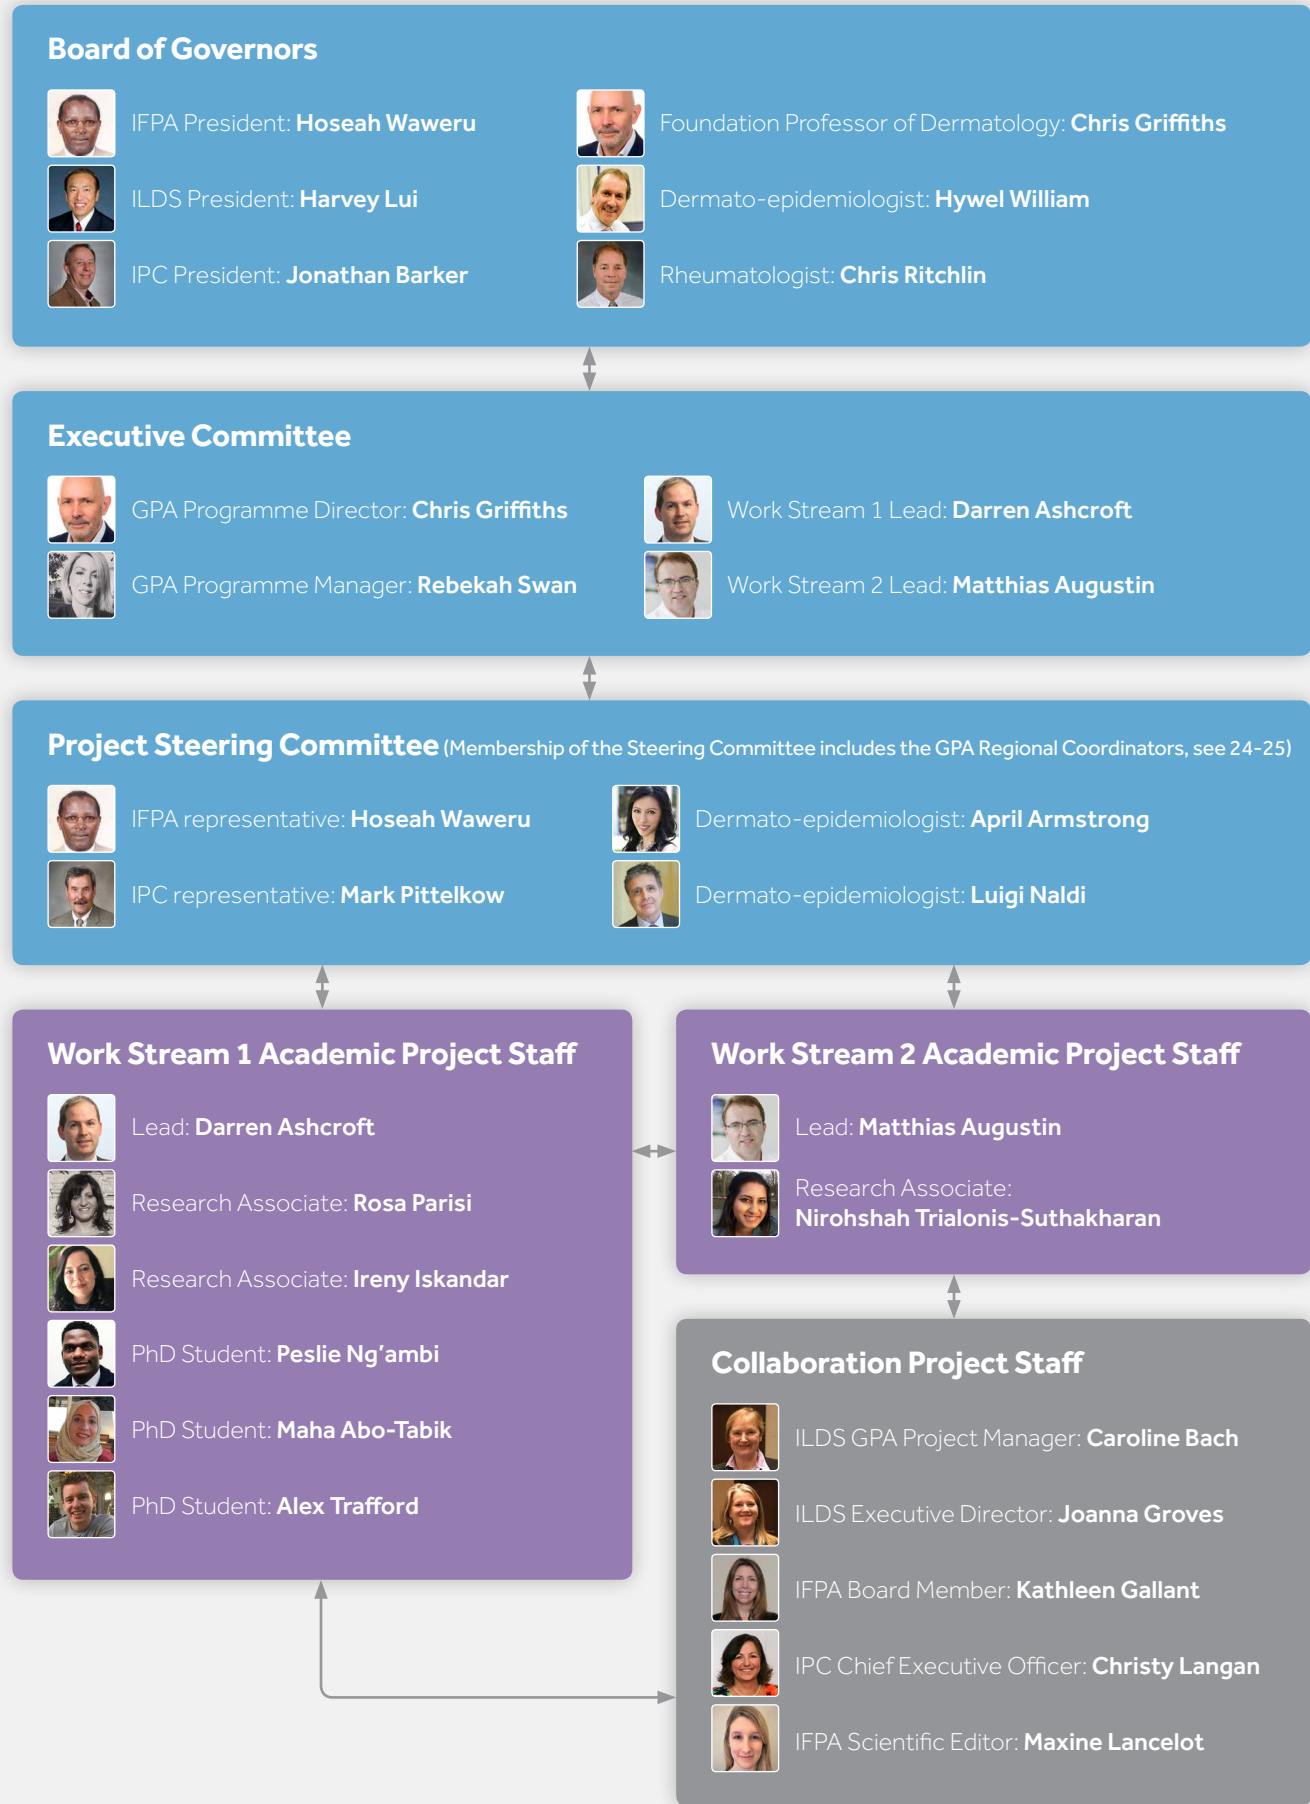 Board of Governors
IFPA President: Hoseah Waweru
ILDS President: Harvey Lui
IPC President: Jonathan Barker
Foundation Professor of Dermatology: Chris Griffiths
Dermato-epidemiologist: Hywel William
Rheumatologist: Chris Ritchlin
Executive Committee
GPA Programme Director: Chris Griffiths
GPA Programme Manager: Rebekah Swan
Work Stream 1 Lead: Darren Ashcroft
Work Stream 2 Lead: Matthias Augustin
Project Steering Committee (Membership of the Steering Committee includes the GPA Regional Coordinators, see 24-25)
IFPA representative: Hoseah Waweru
IPC representative: Mark Pittelkow
Dermato-epidemiologist: April Armstrong
Dermato-epidemiologist: Luigi Naldi
Work Stream 1 Academic Project Staff
Lead: Darren Ashcroft
Research Associate: Rosa Parisi
Research Associate: Ireny Iskandar
PhD Student: Peslie Ng’ambi
PhD Student: Maha Abo-Tabik
PhD Student: Alex Trafford
Work Stream 2 Academic Project Staff
Lead: Matthias Augustin
Research Associate:
Nirohshah Trialonis-Suthakharan
Collaboration Project Staff
ILDS GPA Project Manager: Caroline Bach
ILDS Executive Director: Joanna Groves
IFPA Board Member: Kathleen Gallant
IPC Chief Executive Officer: Christy Langan
IFPA Scientific Editor: Maxine Lancelot